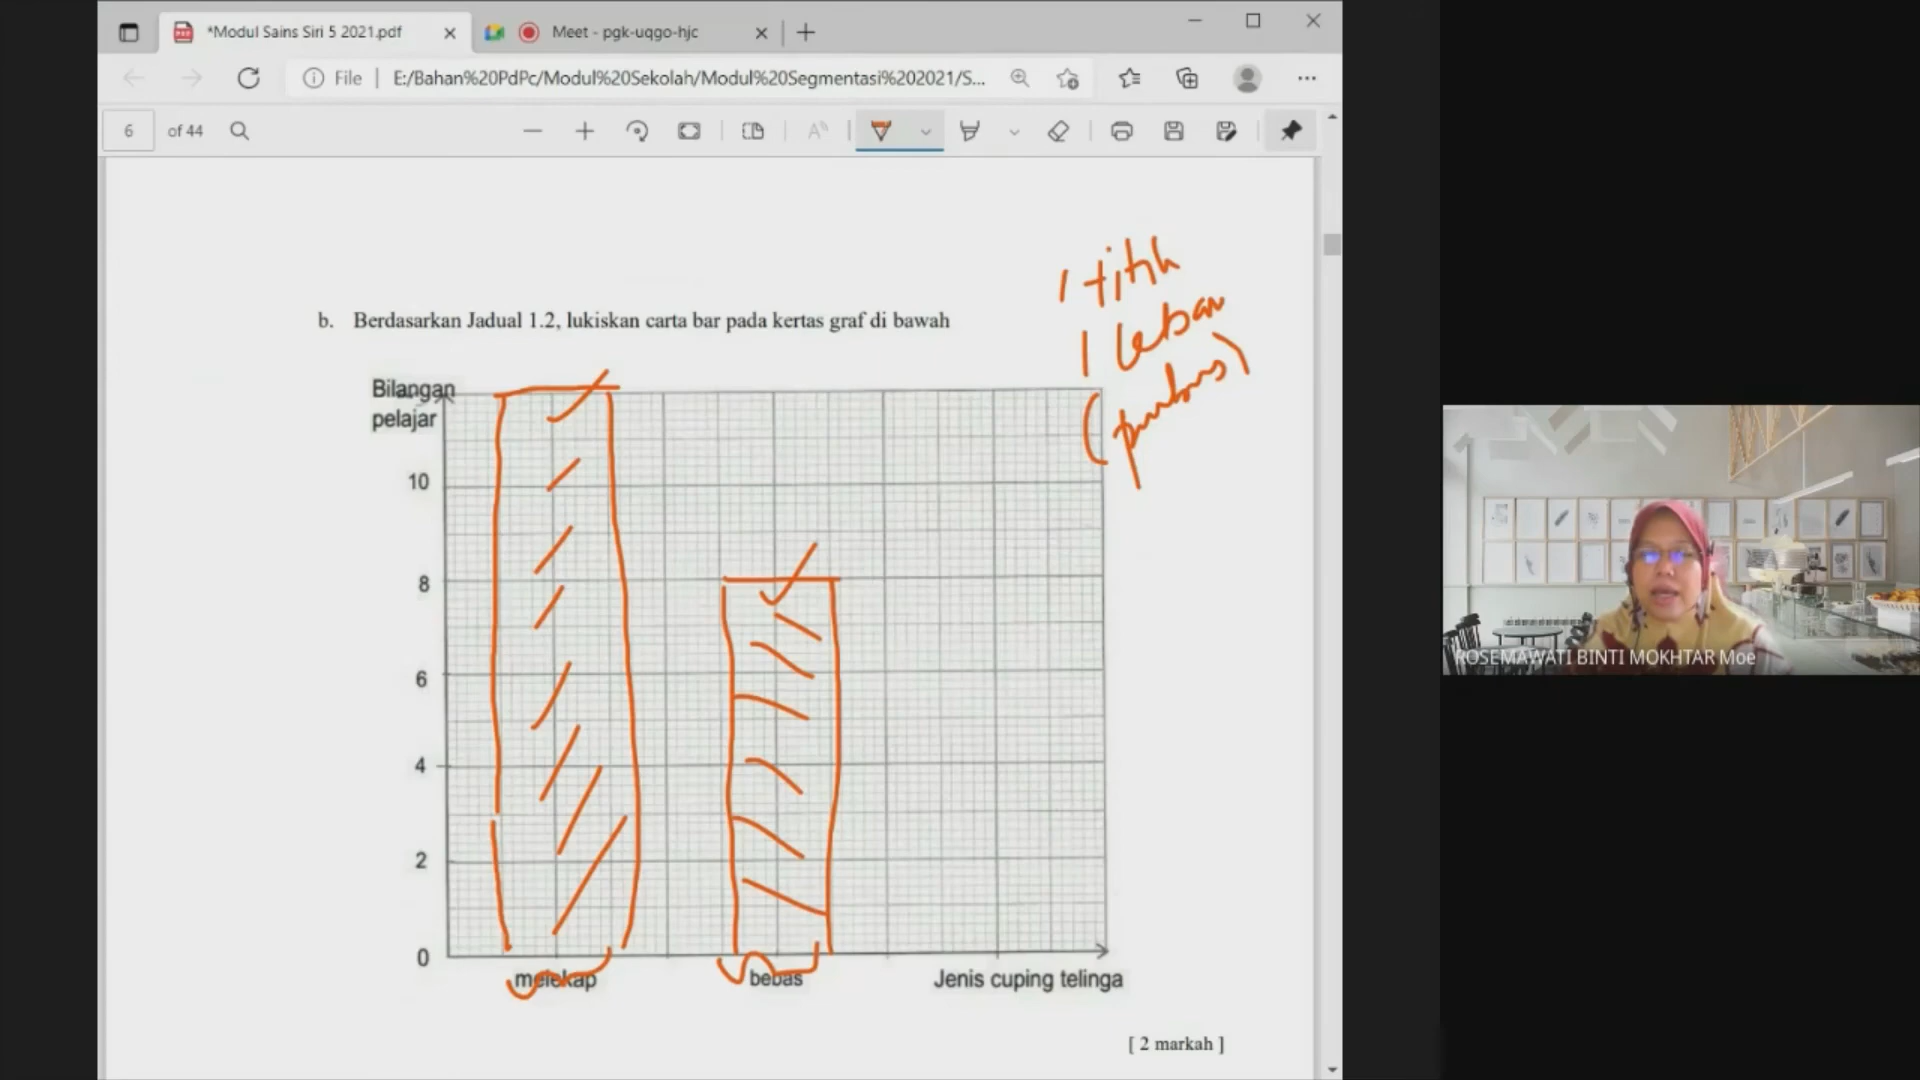 *Modul Sains Siri 5 2021.pdf
Meet - pgk-uqgo-hjc
File
E:/Bahan%20PdPc/Modul%20Sekolah/Modul%20Segmentasi%202021/S...
6 of 44
1 titik
b. Berdasarkan Jadual 1.2, lukiskan carta bar pada kertas graf di bawah
1 lebar
Bilangan
pelajar
10
8
6
4
2
0
melekap
bebas
Jenis cuping telinga
[ 2 markah ]
ROSEMAWATI BINTI MOKHTAR Moe